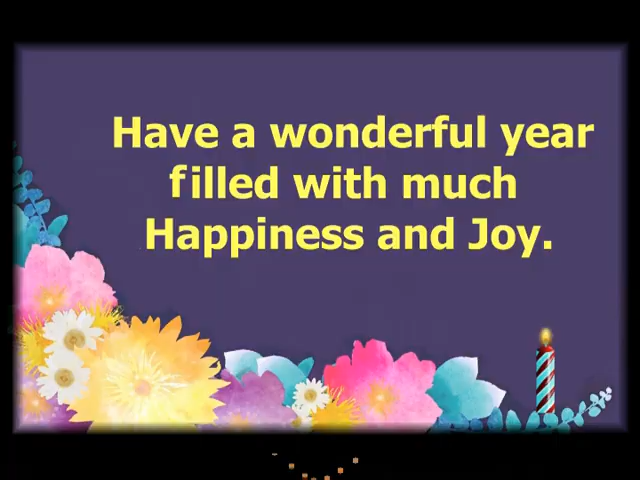 Have a wonderful year
filled with much
Happiness and Joy.